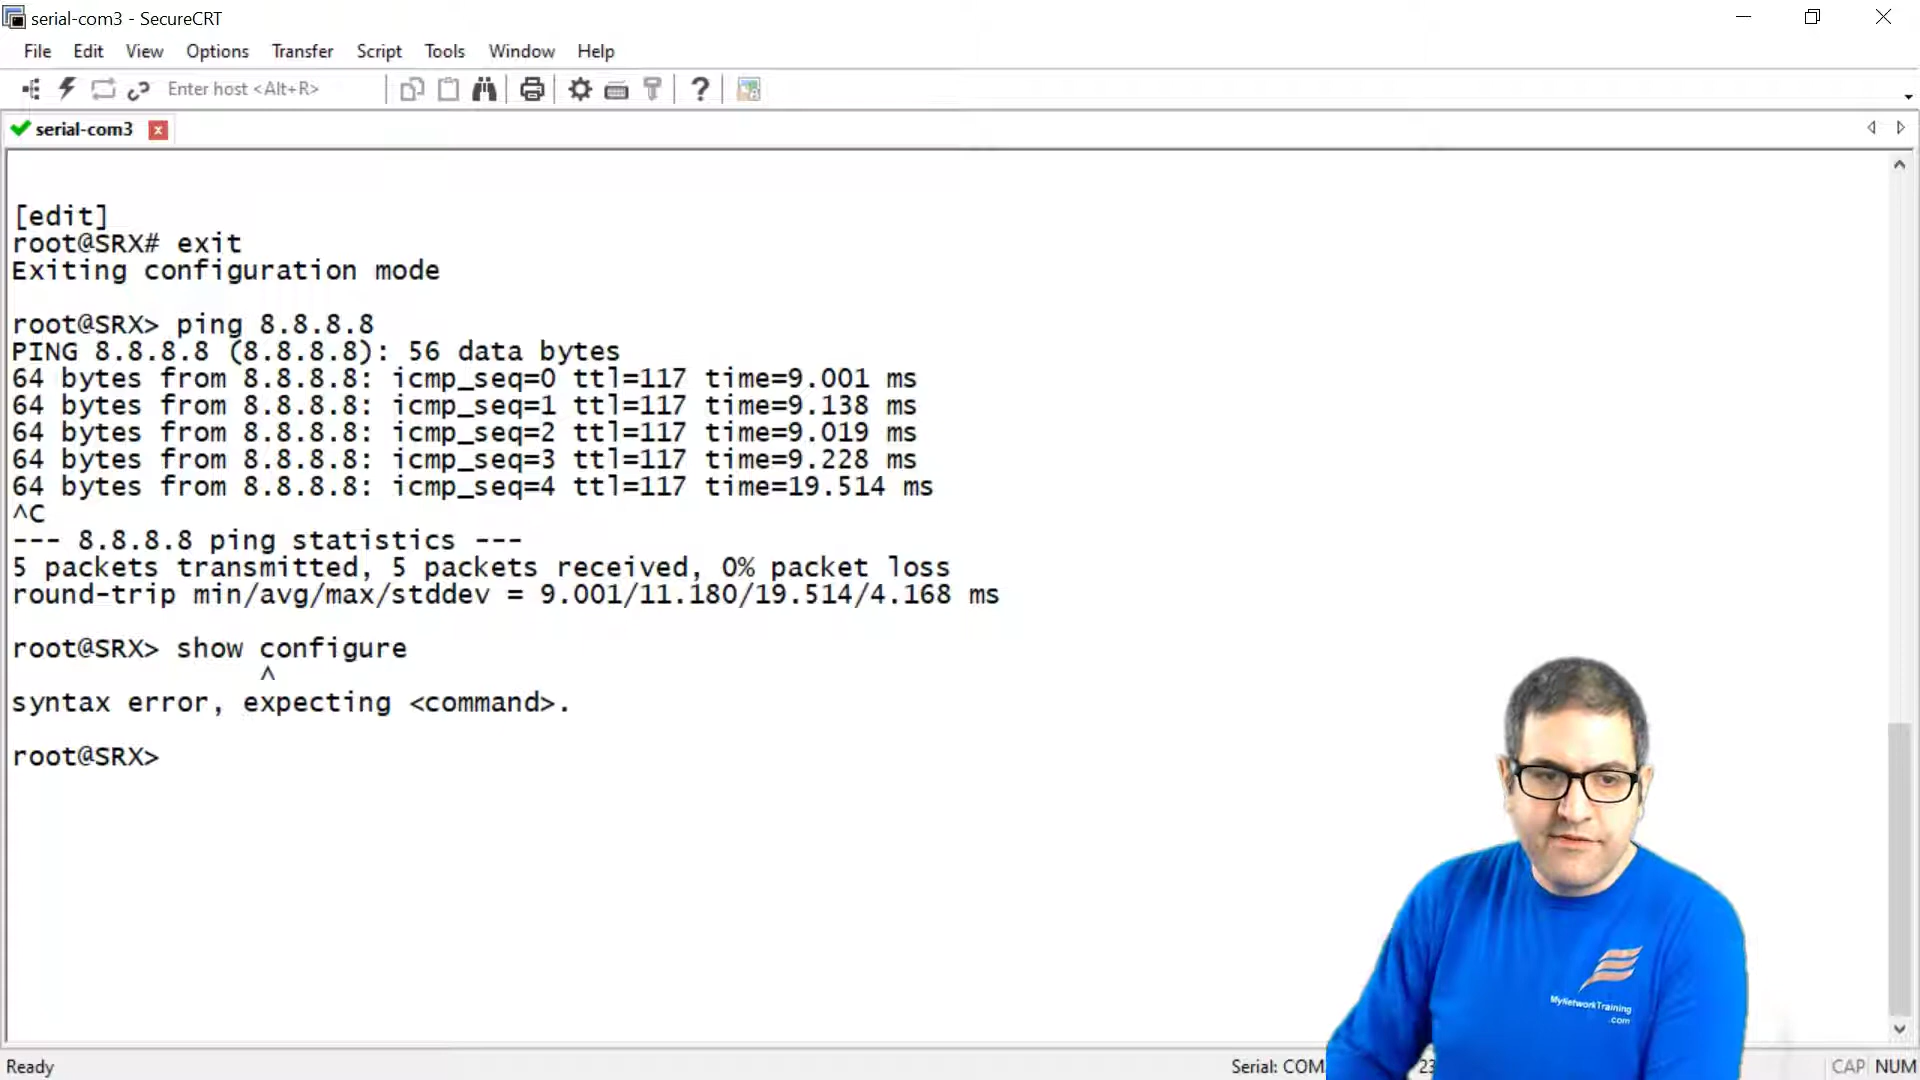 serial-com3 - SecureCRT
File Edit View Options Transfer Script Tools Window Help
Enter host <Alt+R>
serial-com3
[edit]
root@SRX# exit
Exiting configuration mode
root@SRX> ping 8.8.8.8
PING 8.8.8.8 (8.8.8.8): 56 data bytes
64 bytes from 8.8.8.8: icmp_seq=0 ttl=117 time=9.001 ms
64 bytes from 8.8.8.8: icmp_seq=1 ttl=117 time=9.138 ms
64 bytes from 8.8.8.8: icmp_seq=2 ttl=117 time=9.019 ms
64 bytes from 8.8.8.8: icmp_seq=3 ttl=117 time=9.228 ms
64 bytes from 8.8.8.8: icmp_seq=4 ttl=117 time=19.514 ms
^C
--- 8.8.8.8 ping statistics ---
5 packets transmitted, 5 packets received, 0% packet loss
round-trip min/avg/max/stddev = 9.001/11.180/19.514/4.168 ms
root@SRX> show configure
^
syntax error, expecting <command>.
root@SRX>
MyNetworkTraining
.com
Ready Serial: COM 23 CAP NUM